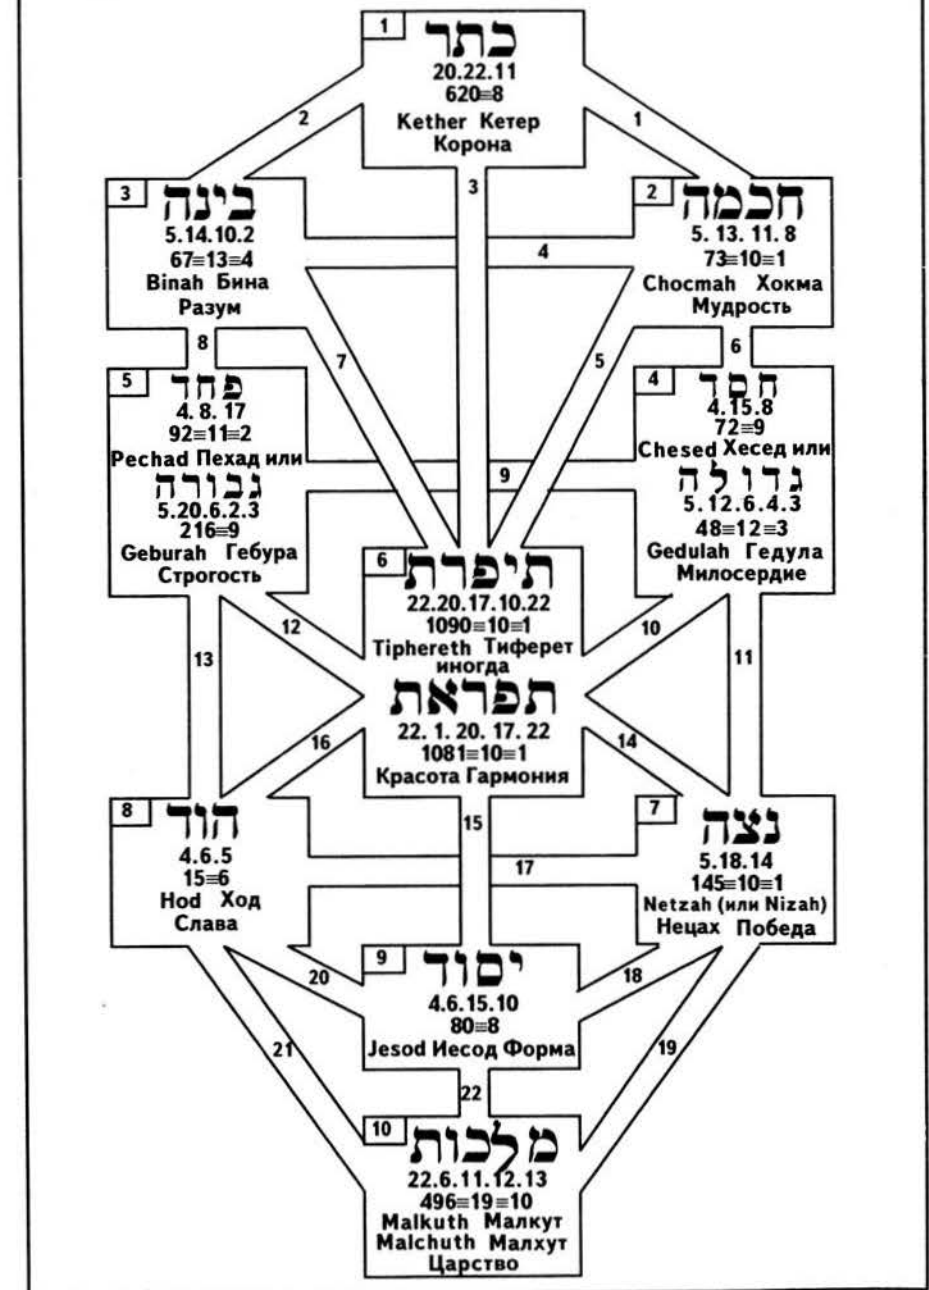 1
כתר
20.22.11
620≡8
Kether Кетер
Корона
2
1
3
3
בינה
5.14.10.2
67≡13≡4
Binah Бина
Разум
2
חכמה
5. 13. 11. 8
73≡10≡1
Chocmah Хокма
Мудрость
4
8
7
5
6
5
פחד
4. 8. 17
92≡11≡2
Pechad Пехад или
גבורה
5.20.6.2.3
216≡9
Geburah Гебура
Строгость
4
חסד
4.15.8
72≡9
Chesed Хесед или
גדולה
5.12.6.4.3
48≡12≡3
Gedulah Гедула
Милосердие
9
6
תיפרת
22.20.17.10.22
1090≡10≡1
Tiphereth Тиферет
иногда
תפראת
22. 1. 20. 17. 22
1081≡10≡1
Красота Гармония
12
10
13
11
16
14
8
הוד
4.6.5
15≡6
Hod Ход
Слава
15
7
נצה
5.18.14
145≡10≡1
Netzah (или Nizah)
Нецах Победа
17
9
יסוד
4.6.15.10
80≡8
Jesod Иесод Форма
20
18
21
19
22
10
מלכות
22.6.11.12.13
496≡19≡10
Malkuth Малкут
Malchuth Малхут
Царство